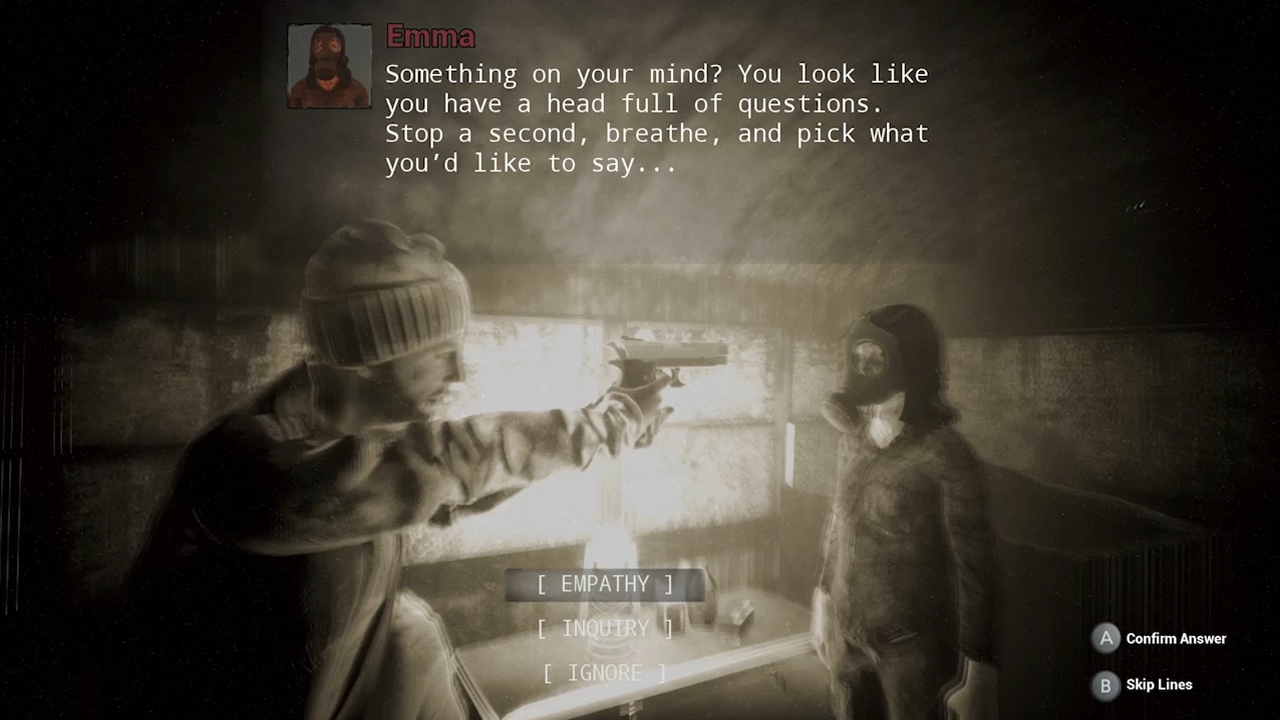 Emma
Something on your mind? You look like
you have a head full of questions.
Stop a second, breathe, and pick what
you’d like to say...
[ EMPATHY ]
[ INQUIRY ]
[ IGNORE ]
A Confirm Answer
B Skip Lines